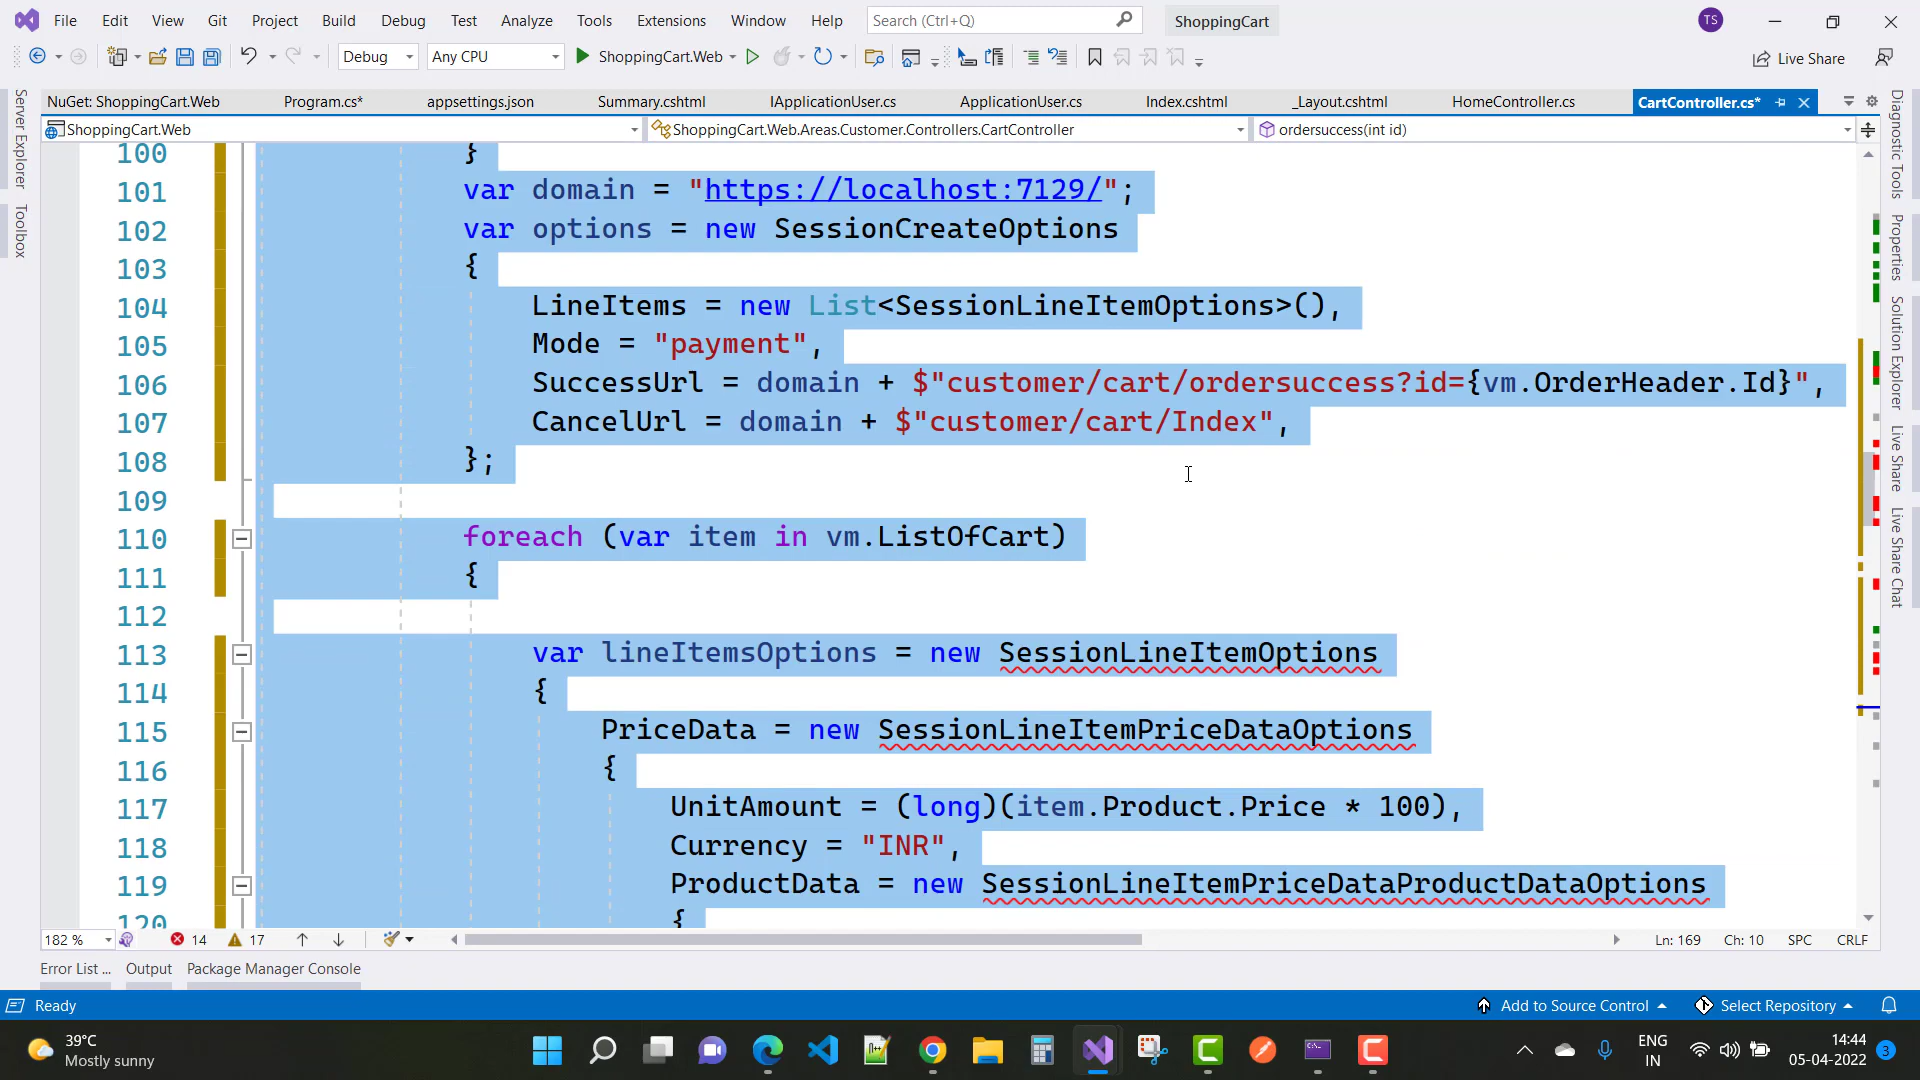 File Edit View Git Project Build Debug Test Analyze Tools Extensions Window Help Search (Ctrl+Q) ShoppingCart TS
Debug Any CPU ShoppingCart.Web Live Share
NuGet: ShoppingCart.Web Program.cs* appsettings.json Summary.cshtml IApplicationUser.cs ApplicationUser.cs Index.cshtml _Layout.cshtml HomeController.cs CartController.cs*
ShoppingCart.Web ShoppingCart.Web.Areas.Customer.Controllers.CartController ordersuccess(int id)
Server Explorer
Toolbox
100 }
101 var domain = "https://localhost:7129/";
102 var options = new SessionCreateOptions
103 {
104 LineItems = new List<SessionLineItemOptions>(),
105 Mode = "payment",
106 SuccessUrl = domain + $"customer/cart/ordersuccess?id={vm.OrderHeader.Id}",
107 CancelUrl = domain + $"customer/cart/Index",
108 };
109
110 foreach (var item in vm.ListOfCart)
111 {
112
113 var lineItemsOptions = new SessionLineItemOptions
114 {
115 PriceData = new SessionLineItemPriceDataOptions
116 {
117 UnitAmount = (long)(item.Product.Price * 100),
118 Currency = "INR",
119 ProductData = new SessionLineItemPriceDataProductDataOptions
120 {
Diagnostic Tools
Properties
Solution Explorer
Live Share
Live Share Chat
182 % 14 17 Ln: 169 Ch: 10 SPC CRLF
Error List ... Output Package Manager Console
Ready Add to Source Control Select Repository
39°C
Mostly sunny
ENG
IN
14:44
05-04-2022
3